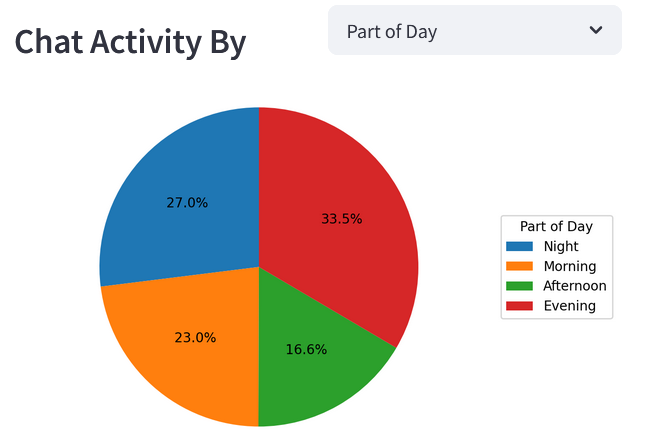 Chat Activity By
Part of Day
27.0%
33.5%
23.0%
16.6%
Part of Day
Night
Morning
Afternoon
Evening